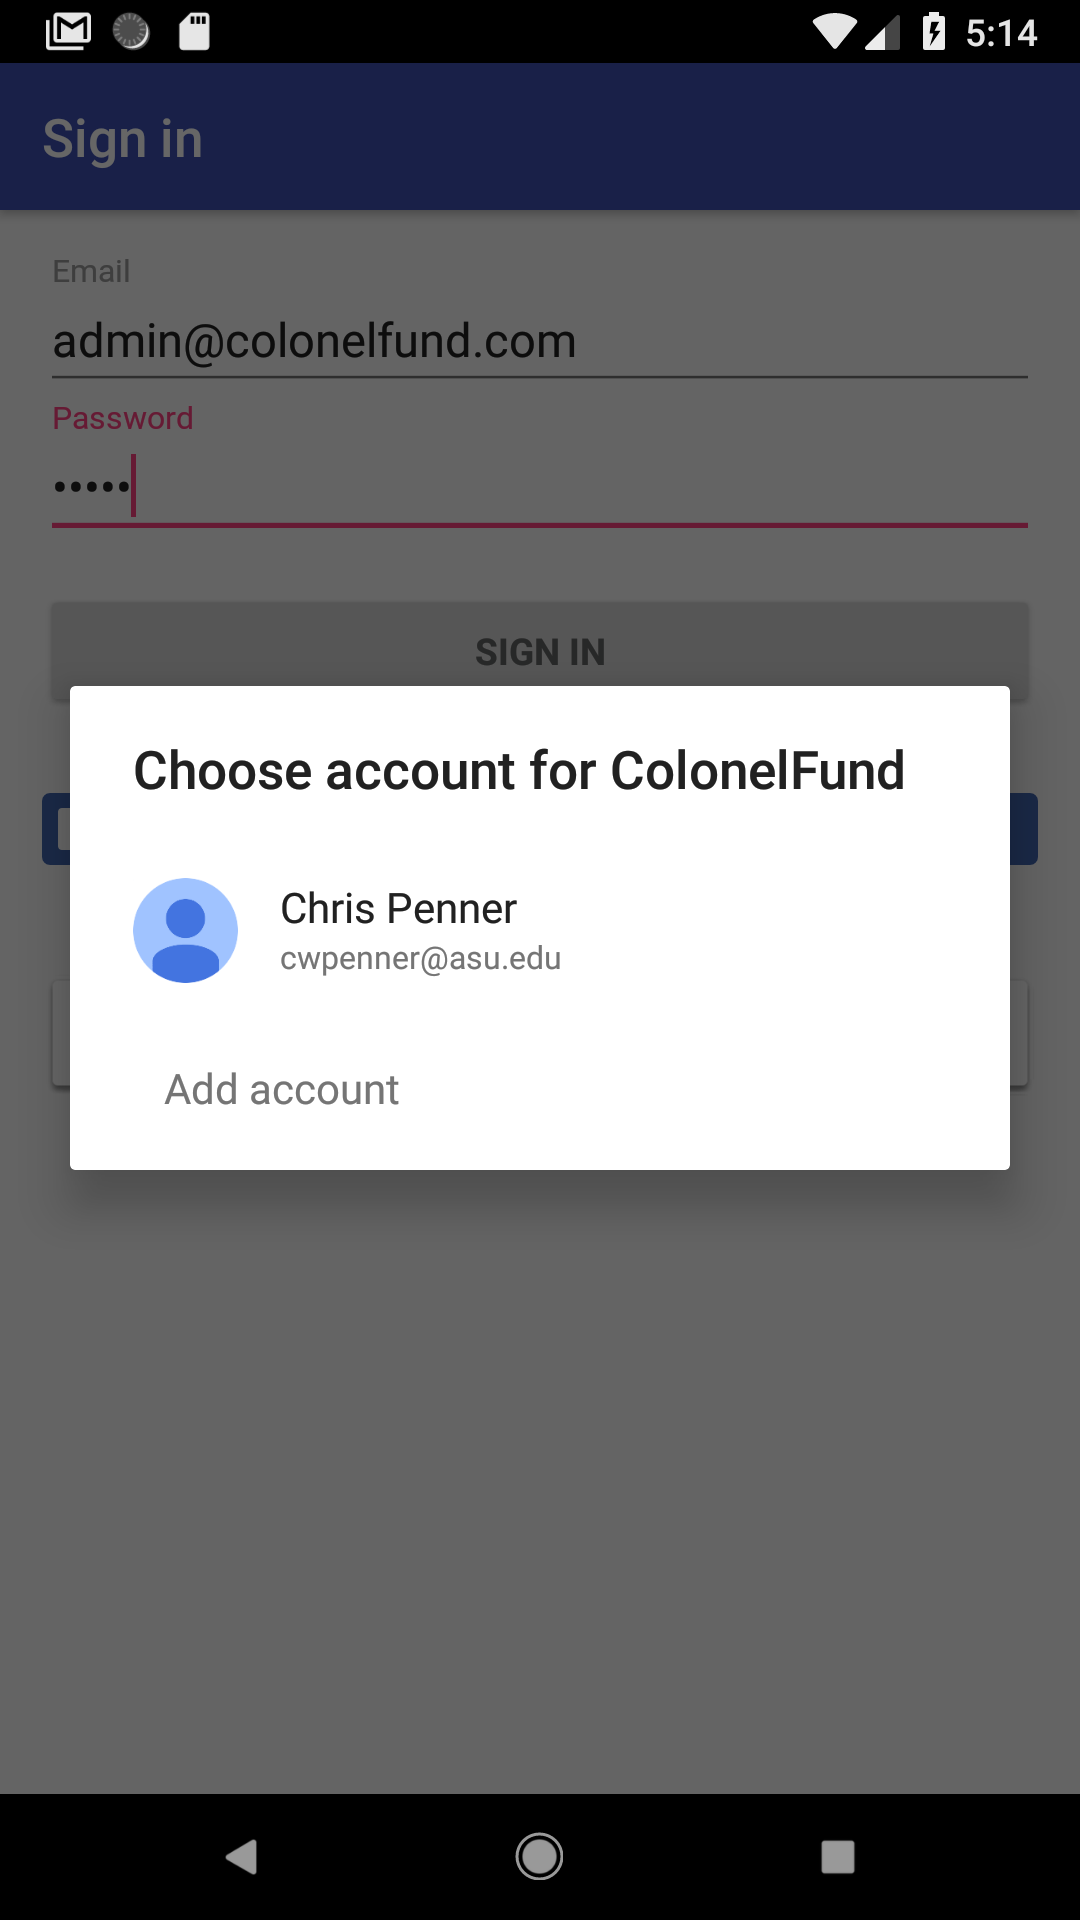 5:14
Sign in
Email
admin@colonelfund.com
Password
•••••
SIGN IN
Choose account for ColonelFund
Chris Penner
cwpenner@asu.edu
Add account